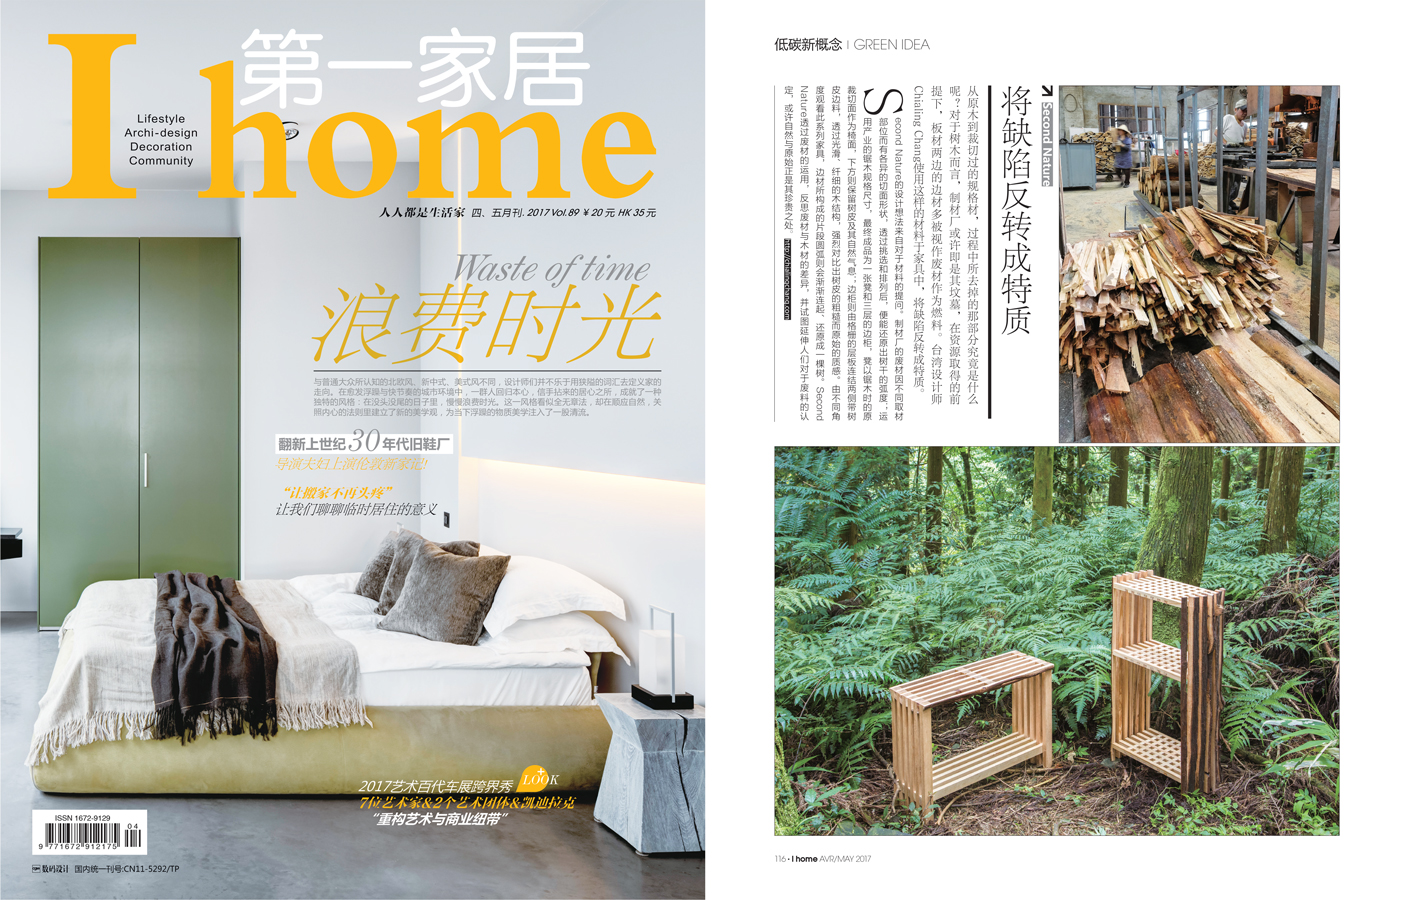 第一家居
I home
Lifestyle
Archi-design
Decoration
Community
人人都是生活家 四、五月刊. 2017 Vol.89 ¥ 20 元 HK 35元
Waste of time
浪费时光
与普通大众所认知的北欧风、新中式、美式风不同，设计师们并不乐于用狭隘的词汇去定义家的
走向。在愈发浮躁与快节奏的城市环境中，一群人回归本心，信手拈来的居心之所，成就了一种
独特的风格：在没头没尾的日子里，慢慢浪费时光。这一风格看似全无章法，却在顺应自然，关
照内心的法则里建立了新的美学观，为当下浮躁的物质美学注入了一股清流。
翻新上世纪30年代旧鞋厂
导演夫妇上演伦敦新家记!
“让搬家不再头疼”
让我们聊聊临时居住的意义
2017艺术百代车展跨界秀
LOOK
7位艺术家&2个艺术团体&凯迪拉克
“重构艺术与商业纽带”
ISSN 1672-9129
04
9 771672 912175
数码设计 国内统一刊号:CN11-5292/TP
低碳新概念 | GREEN IDEA
Second Nature
将缺陷反转成特质
从原木到裁切过的规格材，过程中所去掉的那部分究竟是什么
呢？对于树木而言，制材厂或许即是其坟墓，在资源取得的前
提下，板材两边的边材多被视作废材作为燃料。台湾设计师
Chialing Chang使用这样的材料于家具中，将缺陷反转成特质。
Second Nature的设计想法来自对于材料的提问。制材厂的废材因不同取材
部位而有各异的切面形状，透过挑选和排列后，便能还原出树干的弧度；运
用产业的锯木规格尺寸，最终成品为一张凳和三层的边柜，凳以锯木时的原
裁切面作为椅面，下方则保留树皮及其自然气息；边柜则由格栅的层板连结两侧带树
皮边料，透过光滑、纤细的木结构，强烈对比出树皮的粗糙而原始的质感。由不同角
度观看此系列家具，边材所构成的片段圆弧则会渐渐连起，还原成一棵树。Second
Nature透过废材的运用，反思废材与木材的差异，并试图延伸人们对于废料的认
定，或许自然与原始正是其珍贵之处。http://chialingchang.com
116 · I home AVR/MAY 2017